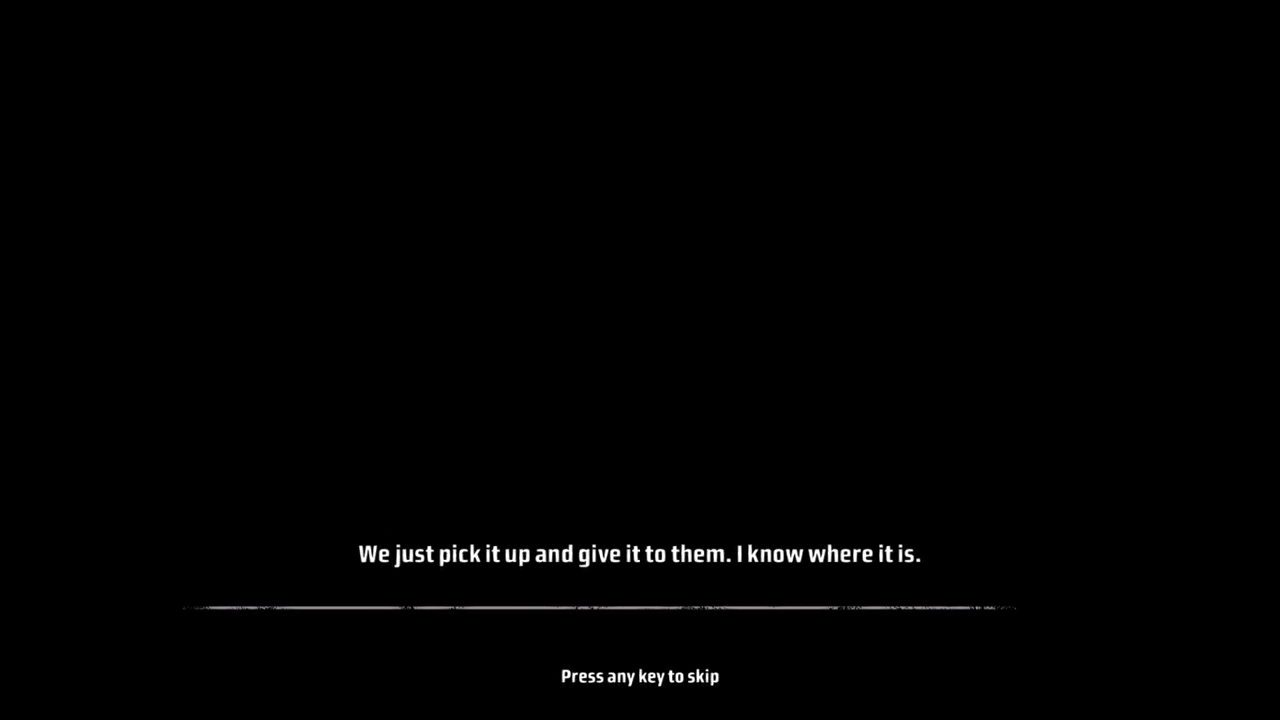 We just pick it up and give it to them. I know where it is.
Press any key to skip